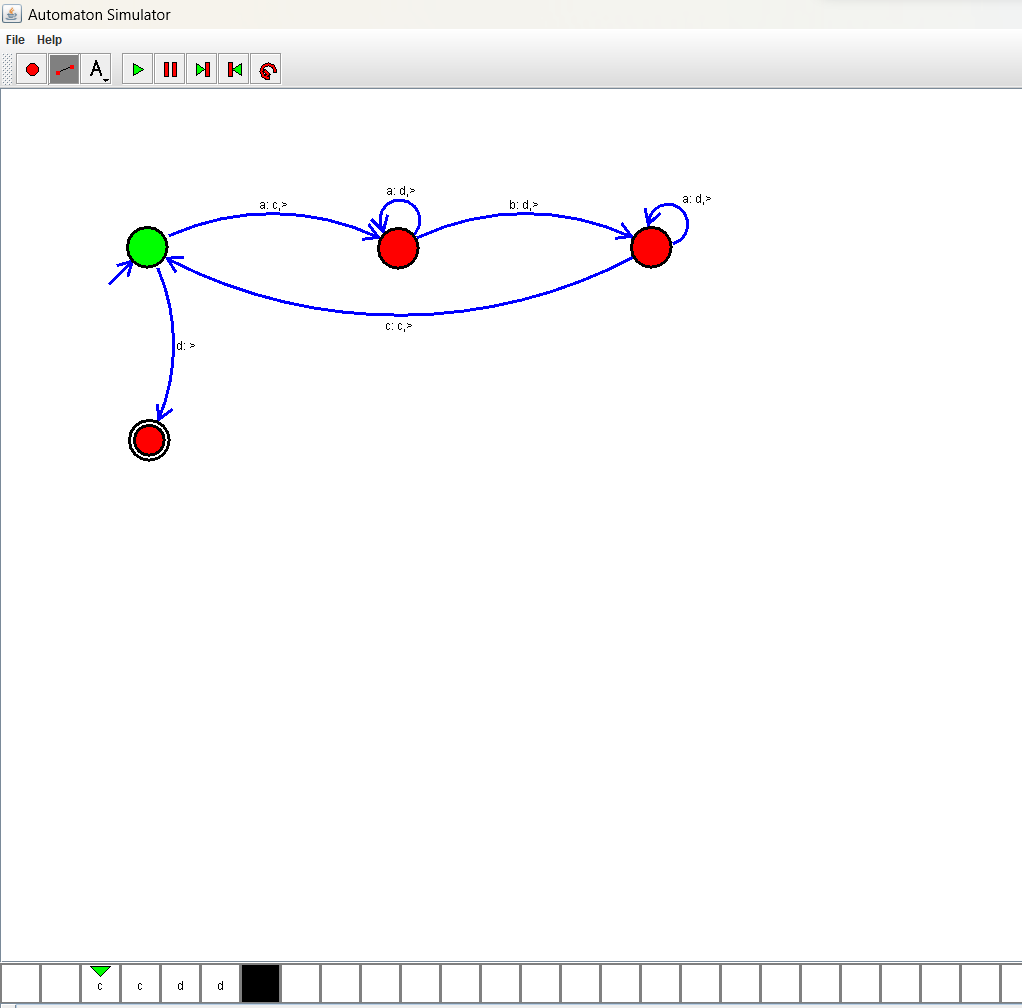 Automaton Simulator
File Help
A
a: d,>
a: d,>
a: c,>
b: d,>
c: c,>
d: >
c c d d